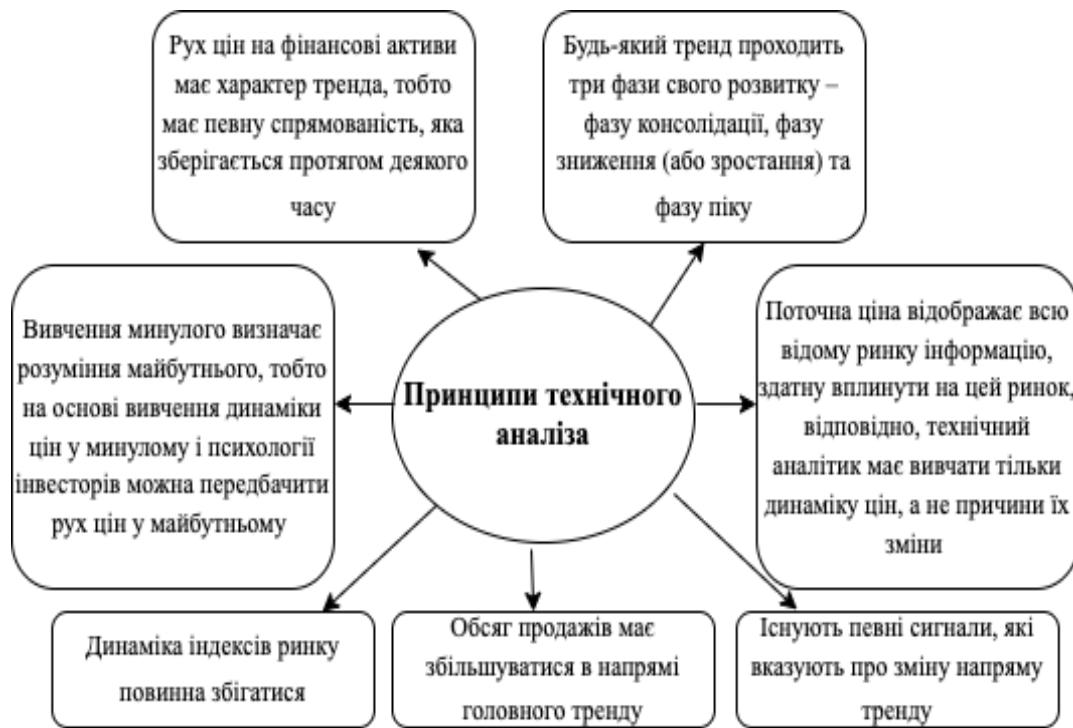 Рух цін на фінансові активи
має характер тренда, тобто
має певну спрямованість, яка
зберігається протягом деякого
часу
Будь-який тренд проходить
три фази свого розвитку –
фазу консолідації, фазу
зниження (або зростання) та
фазу піку
Вивчення минулого визначає
розуміння майбутнього, тобто
на основі вивчення динаміки
цін у минулому і психології
інвесторів можна передбачити
рух цін у майбутньому
Принципи технічного
аналіза
Поточна ціна відображає всю
відому ринку інформацію,
здатну вплинути на цей ринок,
відповідно, технічний
аналітик має вивчати тільки
динаміку цін, а не причини їх
зміни
Динаміка індексів ринку
повинна збігатися
Обсяг продажів має
збільшуватися в напрямі
головного тренду
Існують певні сигнали, які
вказують про зміну напряму
тренду